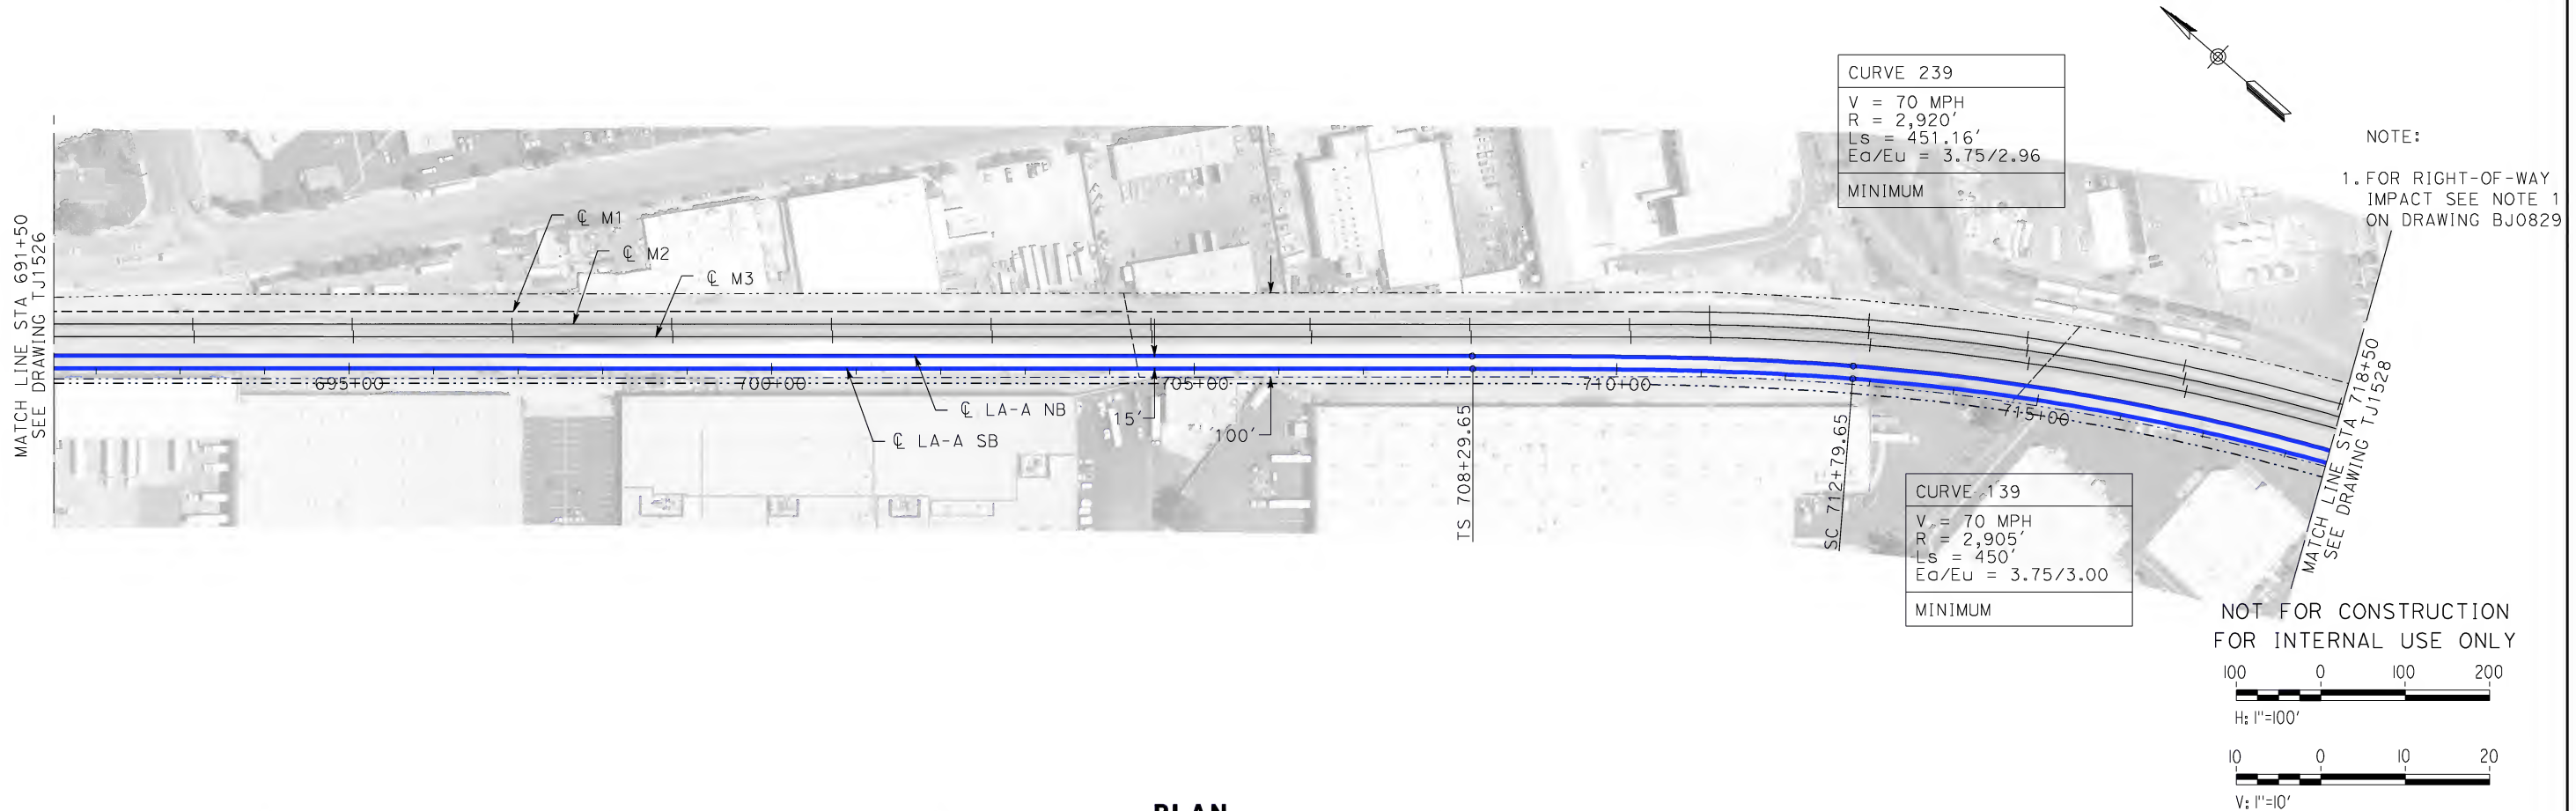 CURVE 239
V = 70 MPH
R = 2,920'
Ls = 451.16'
Ea/Eu = 3.75/2.96
MINIMUM
NOTE:
1. FOR RIGHT-OF-WAY
IMPACT SEE NOTE 1
ON DRAWING BJ0829
MATCH LINE STA 691+50
SEE DRAWING TJ1526
℄ M1
℄ M2
℄ M3
695+00
700+00
705+00
710+00
715+00
℄ LA-A NB
℄ LA-A SB
15'
100'
TS 708+29.65
SC 712+79.65
MATCH LINE STA 718+50
SEE DRAWING TJ1528
CURVE 139
V = 70 MPH
R = 2,905'
Ls = 450'
Ea/Eu = 3.75/3.00
MINIMUM
NOT FOR CONSTRUCTION
FOR INTERNAL USE ONLY
100 0 100 200
H: 1"=100'
10 0 10 20
V: 1"=10'
PLAN